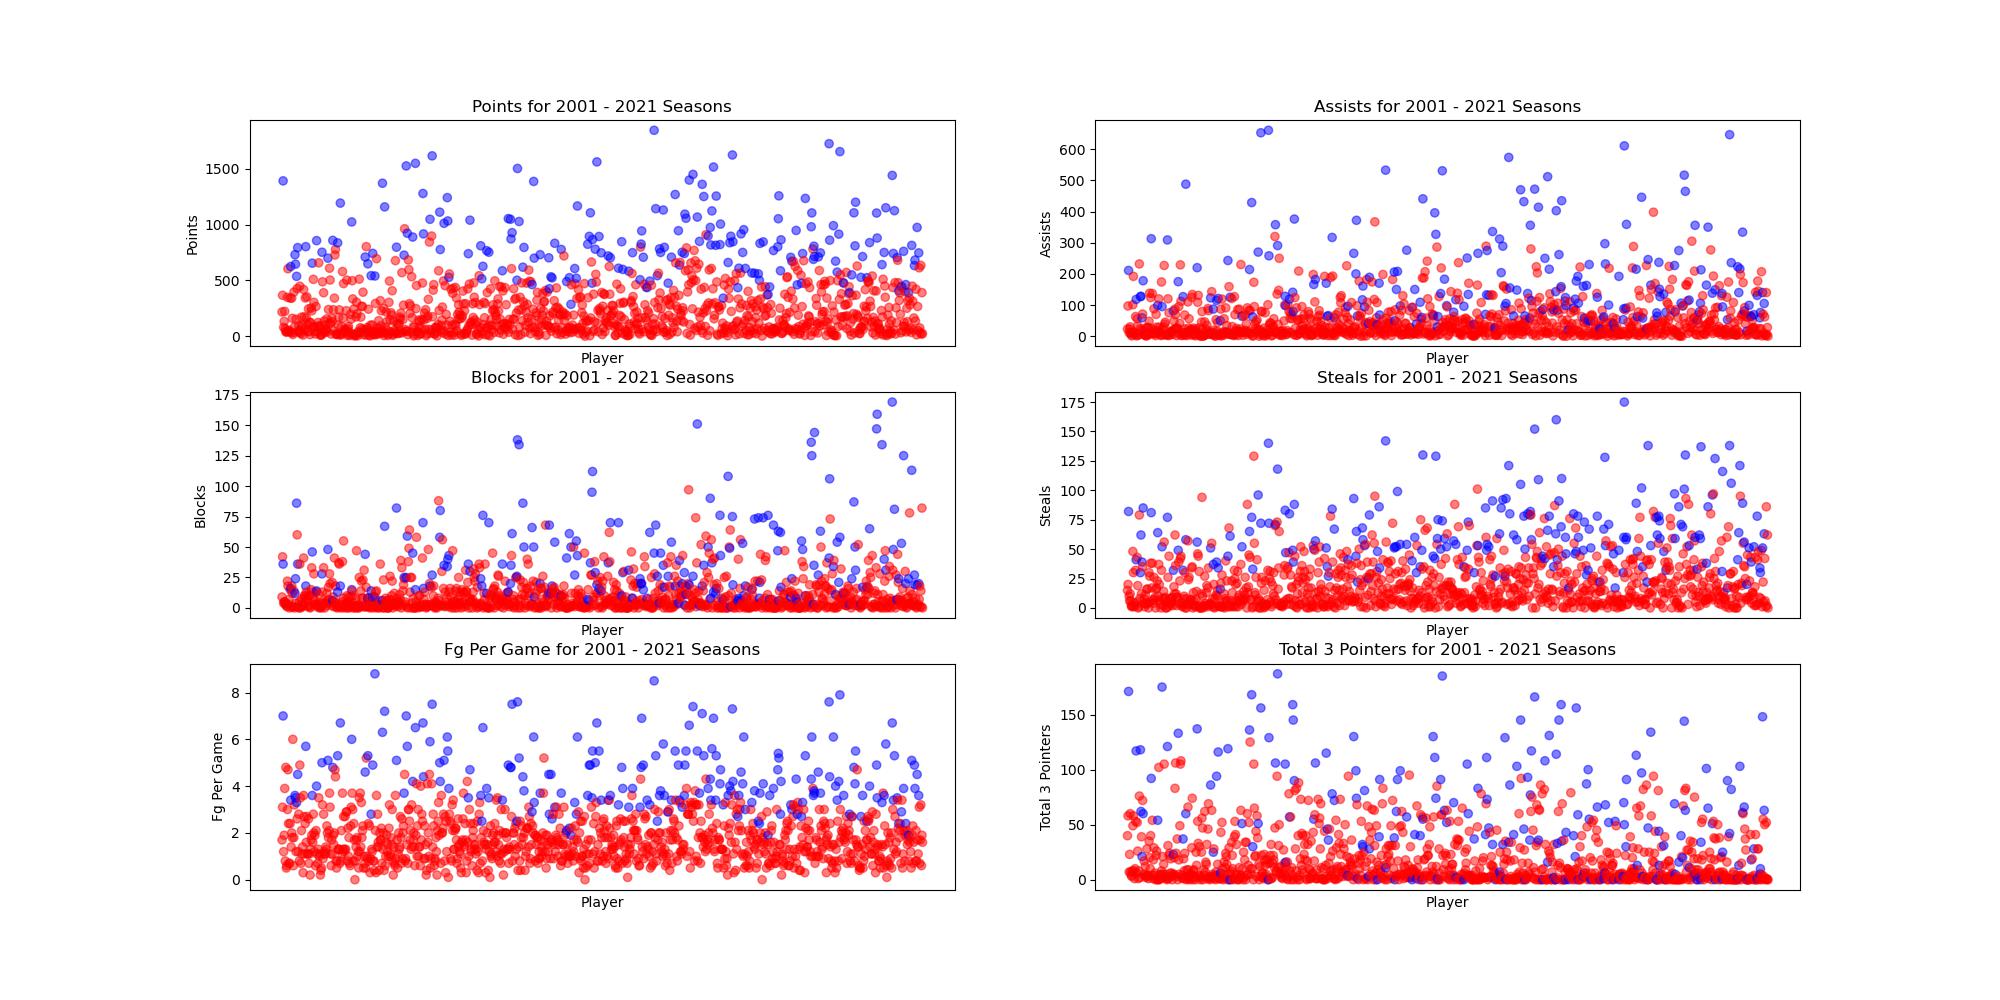 Points for 2001 - 2021 Seasons
Points
1500
1000
500
0
Player
Assists for 2001 - 2021 Seasons
Assists
600
500
400
300
200
100
0
Player
Blocks for 2001 - 2021 Seasons
Blocks
175
150
125
100
75
50
25
0
Player
Steals for 2001 - 2021 Seasons
Steals
175
150
125
100
75
50
25
0
Player
Fg Per Game for 2001 - 2021 Seasons
Fg Per Game
8
6
4
2
0
Player
Total 3 Pointers for 2001 - 2021 Seasons
Total 3 Pointers
150
100
50
0
Player